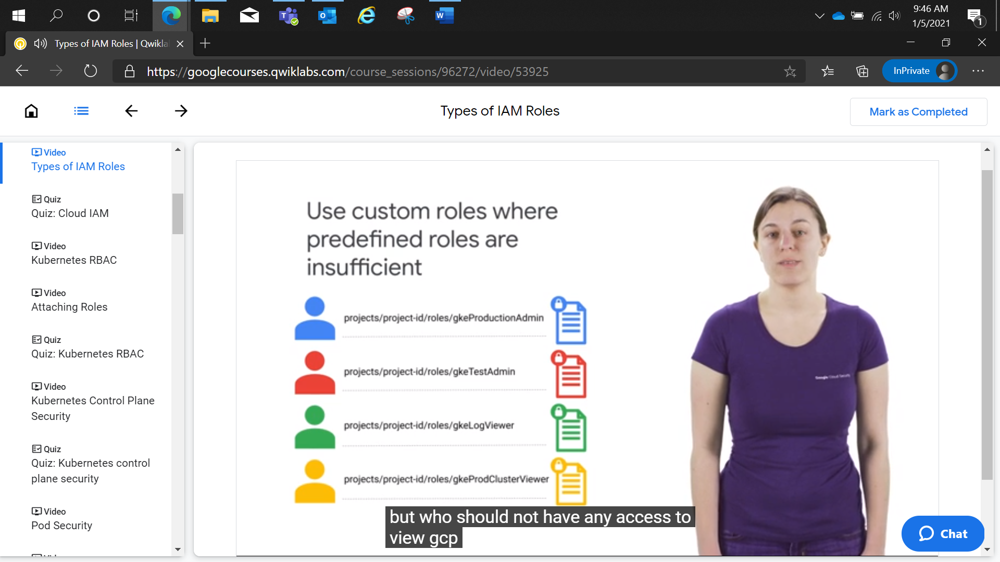 9:46 AM
1/5/2021
1
Types of IAM Roles | Qwikla
https://googlecourses.qwiklabs.com/course_sessions/96272/video/53925
InPrivate
Types of IAM Roles
Mark as Completed
Video
Types of IAM Roles
Quiz
Quiz: Cloud IAM
Video
Kubernetes RBAC
Video
Attaching Roles
Quiz
Quiz: Kubernetes RBAC
Video
Kubernetes Control Plane
Security
Quiz
Quiz: Kubernetes control
plane security
Video
Pod Security
Use custom roles where
predefined roles are
insufficient
projects/project-id/roles/gkeProductionAdmin
projects/project-id/roles/gkeTestAdmin
projects/project-id/roles/gkeLogViewer
projects/project-id/roles/gkeProdClusterViewer
Google Cloud Security
but who should not have any access to
view gcp
Chat